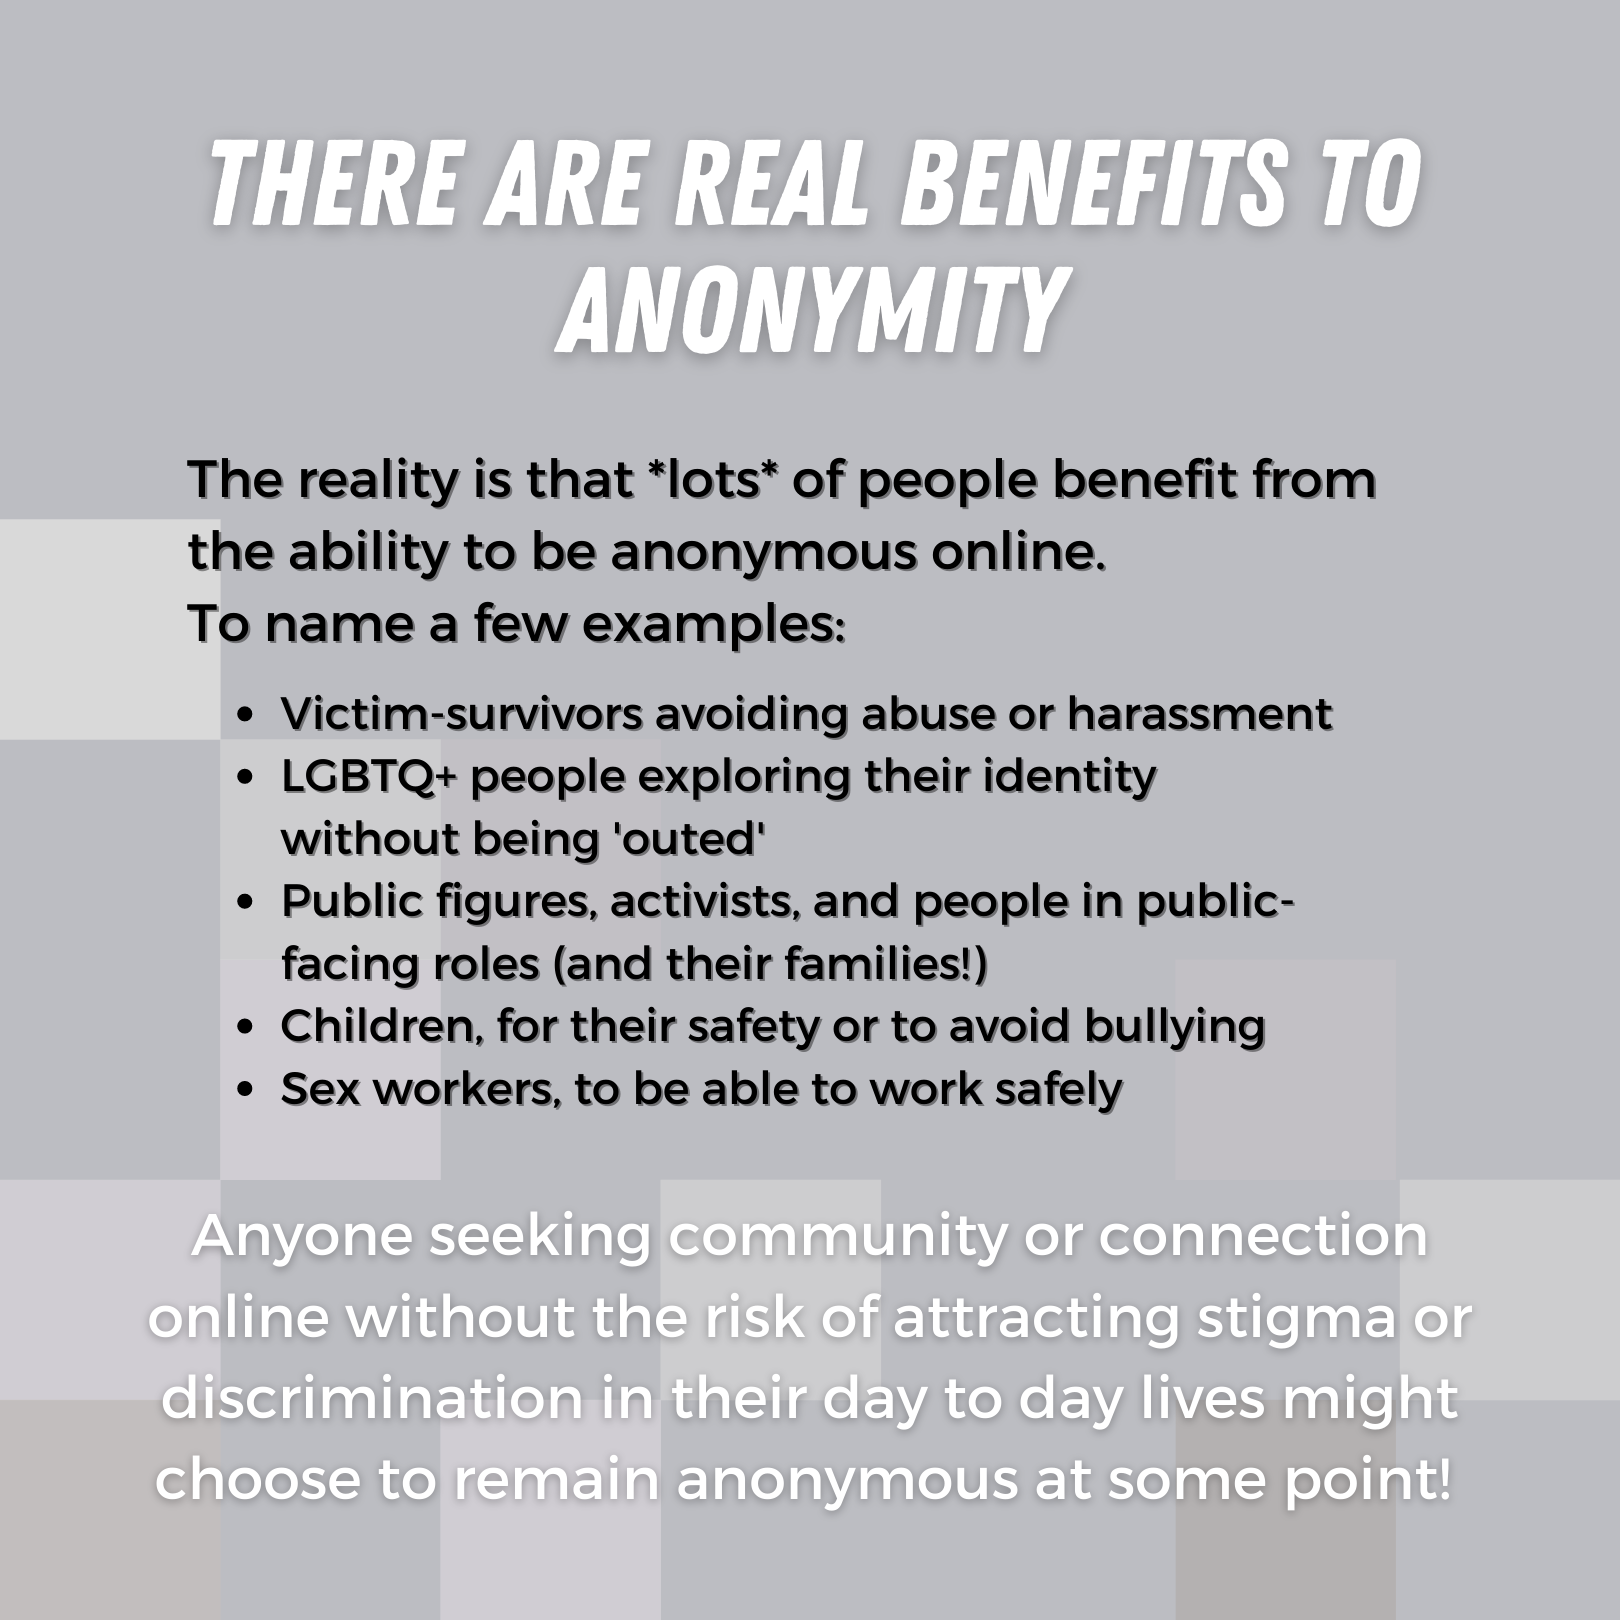 THERE ARE REAL BENEFITS TO
ANONYMITY
The reality is that *lots* of people benefit from
the ability to be anonymous online.
To name a few examples:
• Victim-survivors avoiding abuse or harassment
• LGBTQ+ people exploring their identity
without being 'outed'
• Public figures, activists, and people in public-
facing roles (and their families!)
• Children, for their safety or to avoid bullying
• Sex workers, to be able to work safely
Anyone seeking community or connection
online without the risk of attracting stigma or
discrimination in their day to day lives might
choose to remain anonymous at some point!